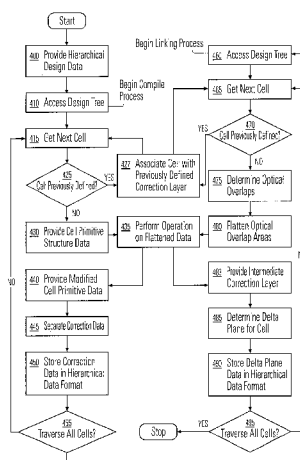 Start
400 Provide Hierarchical
Design Data
Begin Compile
Process
410 Access Design Tree
415 Get Next Cell
425
Cell Previously Defined?
YES
NO
427 Associate Cell with
Previously Defined
Correction Layer
430 Provide Cell Primitive
Structure Data
435 Perform Operation
on Flattened Data
440 Provide Modified
Cell Primitive Data
445 Separate Correction Data
450 Store Correction
Data in Hierarchical
Data Format
455
Traverse All Cells?
NO
Begin Linking Process
460 Access Design Tree
465 Get Next Cell
470
Cell Previously Defined?
YES
NO
475 Determine Optical
Overlaps
480 Flatten Optical
Overlap Areas
Provide Intermediate
Correction Layer
485 Determine Delta
Plane for Cell
490 Store Delta Plane
Data in Hierarchical
Data Format
495
Traverse All Cells?
YES
Stop